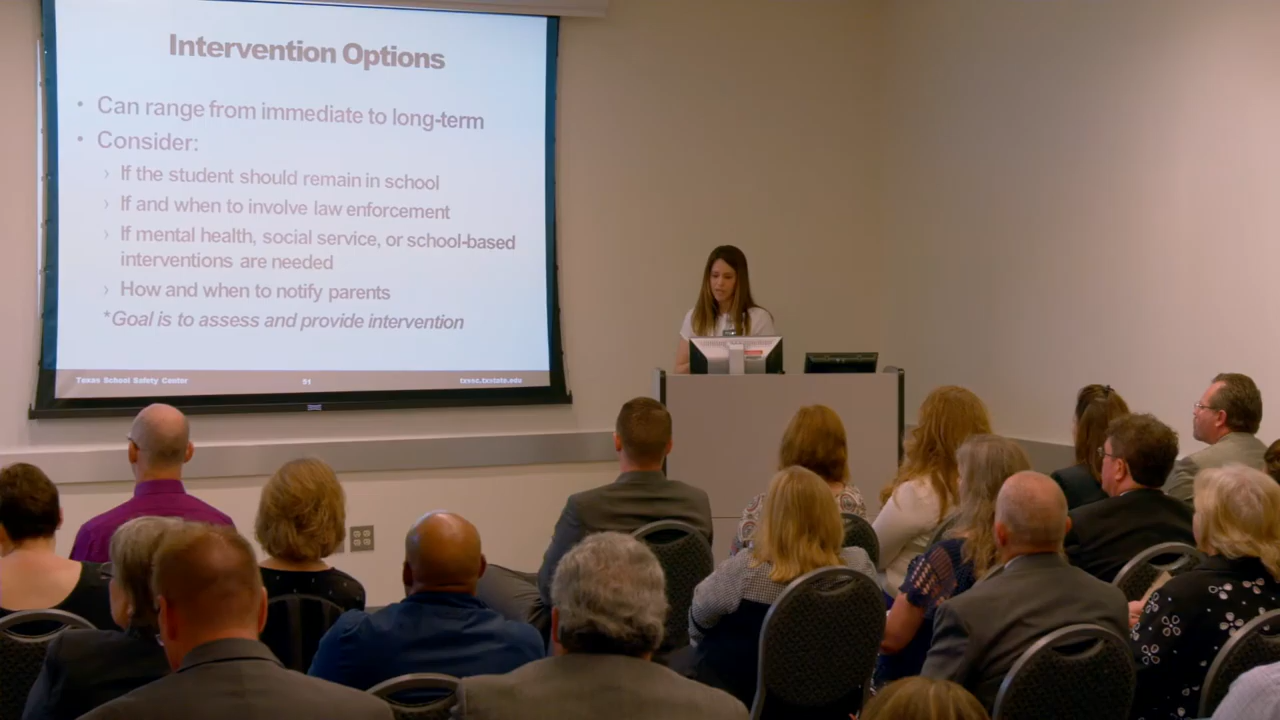 Intervention Options
• Can range from immediate to long-term
• Consider:
› If the student should remain in school
› If and when to involve law enforcement
› If mental health, social service, or school-based
interventions are needed
› How and when to notify parents
*Goal is to assess and provide intervention
Texas School Safety Center 51 txssc.txstate.edu